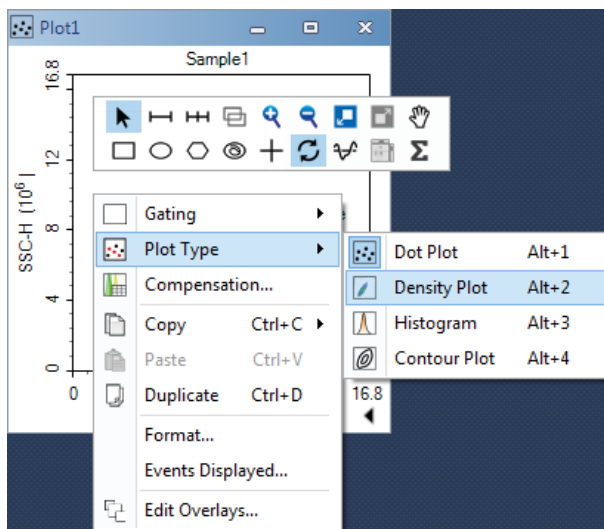 Plot1
Sample1
16.8
12
8
4
0
SSC-H (10⁶
0
16.8
Gating
Plot Type
Compensation...
Copy Ctrl+C
Paste Ctrl+V
Duplicate Ctrl+D
Format...
Events Displayed...
Edit Overlays...
Dot Plot Alt+1
Density Plot Alt+2
Histogram Alt+3
Contour Plot Alt+4